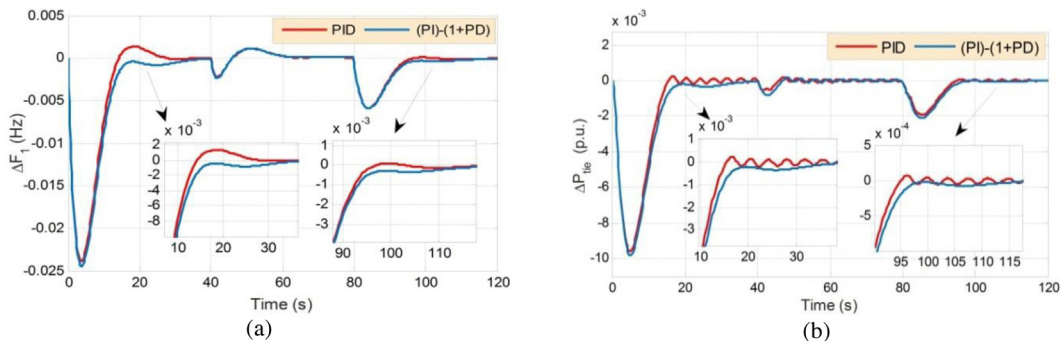 0.005
PID (PI)-(1+PD)
0
-0.005
-0.01
-0.015
-0.02
-0.025
ΔF1 (Hz)
x 10-3
2
0
-2
-4
-6
-8
10 20 30
x 10-3
1
0
-1
-2
-3
90 100 110
0 20 40 60 80 100 120
Time (s)
(a)
x 10-3
2
PID (PI)-(1+PD)
0
-2
-4
-6
-8
-10
ΔPtie (p.u.)
x 10-3
1
0
-1
-2
-3
10 20 30
x 10-4
5
0
-5
95 100 105 110 115
0 20 40 60 80 100 120
Time (s)
(b)